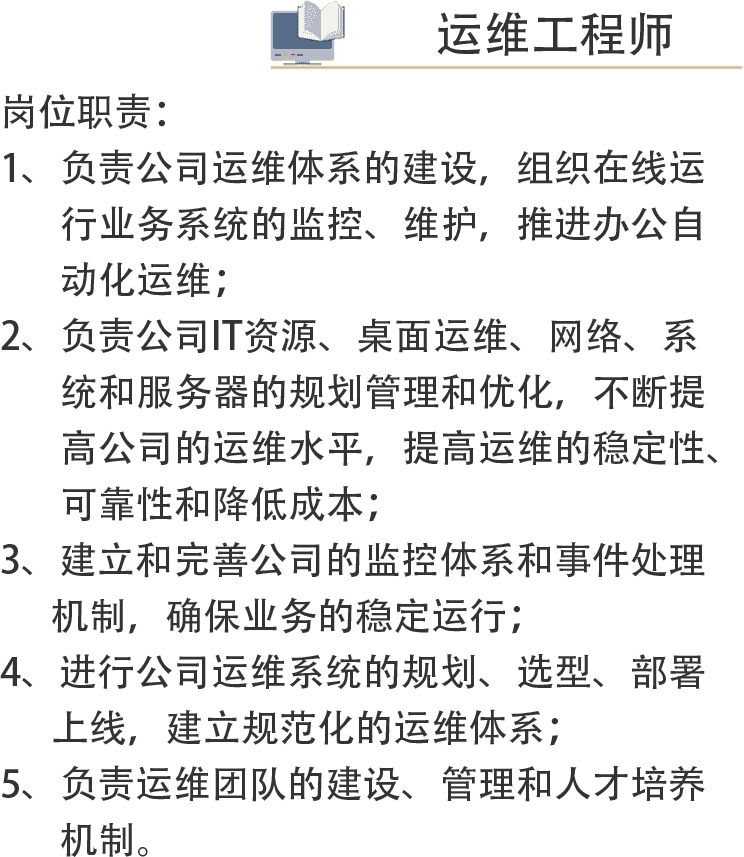 运维工程师
岗位职责：
1、负责公司运维体系的建设，组织在线运
行业务系统的监控、维护，推进办公自
动化运维；
2、负责公司IT资源、桌面运维、网络、系
统和服务器的规划管理和优化，不断提
高公司的运维水平，提高运维的稳定性、
可靠性和降低成本；
3、建立和完善公司的监控体系和事件处理
机制，确保业务的稳定运行；
4、进行公司运维系统的规划、选型、部署
上线，建立规范化的运维体系；
5、负责运维团队的建设、管理和人才培养
机制。